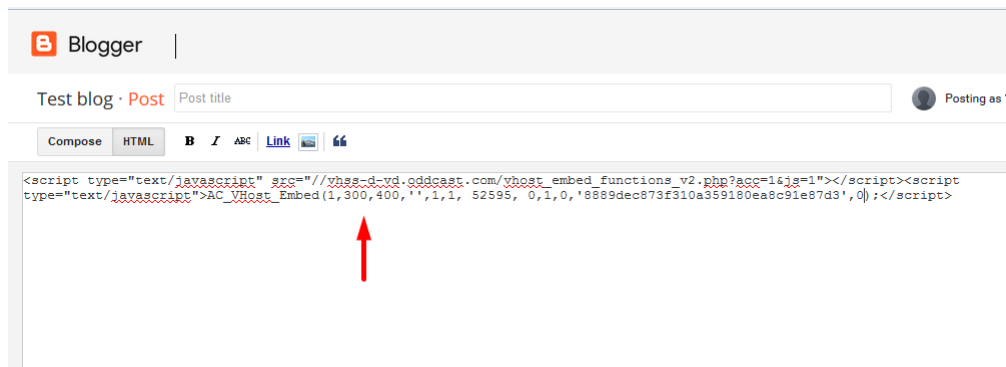 Blogger
Test blog · Post Post title Posting as
Compose HTML B I ABC Link
<script type="text/javascript" src="//vhss-d-vd.oddcast.com/vhost_embed_functions_v2.php?acc=1&js=1"></script><script
type="text/javascript">AC_VHost_Embed(1,300,400,'',1,1, 52595, 0,1,0,'8889dec873f310a359180ea8c91e87d3',0);</script>